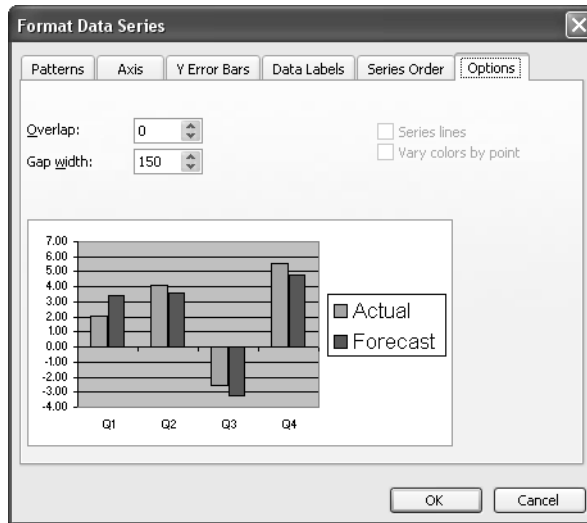 Format Data Series
Patterns Axis Y Error Bars Data Labels Series Order Options
Overlap: 0 Series lines
Gap width: 150 Vary colors by point
7.00
6.00
5.00
4.00
3.00
2.00
1.00
0.00
-1.00
-2.00
-3.00
-4.00
Q1 Q2 Q3 Q4
Actual
Forecast
OK Cancel